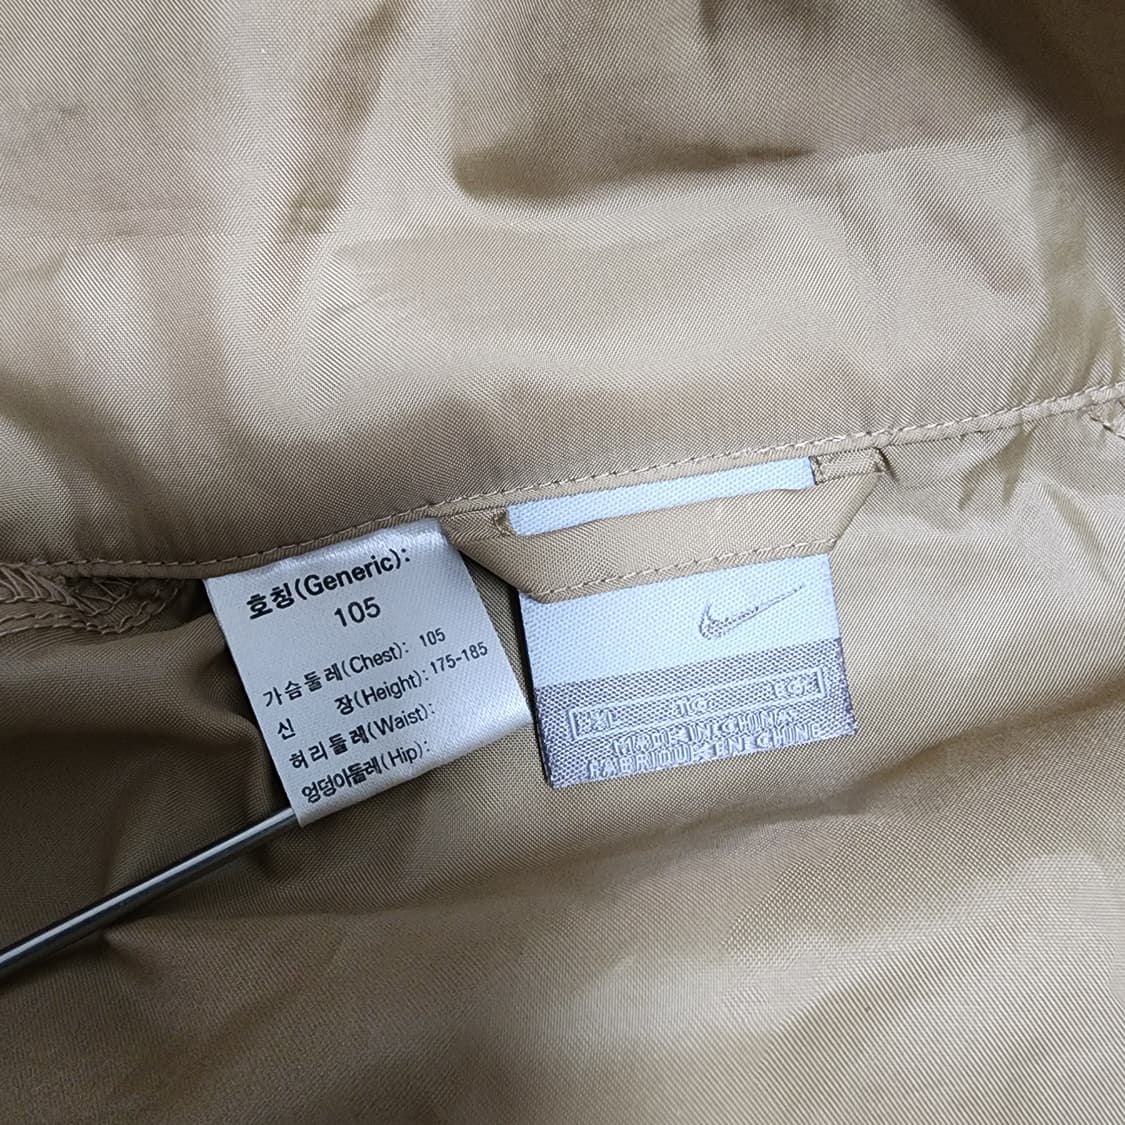 호칭(Generic):
105
가슴둘레(Chest): 105
신 장(Height): 175-185
허리둘레(Waist):
엉덩이둘레(Hip):
MADE IN CHINA
FABRIQUE EN CHINE